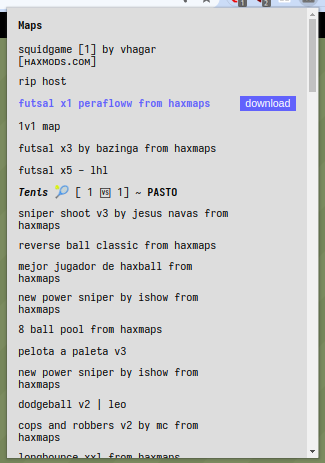 Maps
squidgame [1] by vhagar
[HAXMODS.COM]
rip host
futsal x1 perafloww from haxmaps download
1v1 map
futsal x3 by bazinga from haxmaps
futsal x5 - lhl
Tenis 🎾 [ 1 🆚 1] ~ PASTO
sniper shoot v3 by jesus navas from
haxmaps
reverse ball classic from haxmaps
mejor jugador de haxball from
haxmaps
new power sniper by ishow from
haxmaps
8 ball pool from haxmaps
pelota a paleta v3
new power sniper by ishow from
haxmaps
dodgeball v2 | leo
cops and robbers v2 by mc from
haxmaps
longbounce xxl from haxmaps